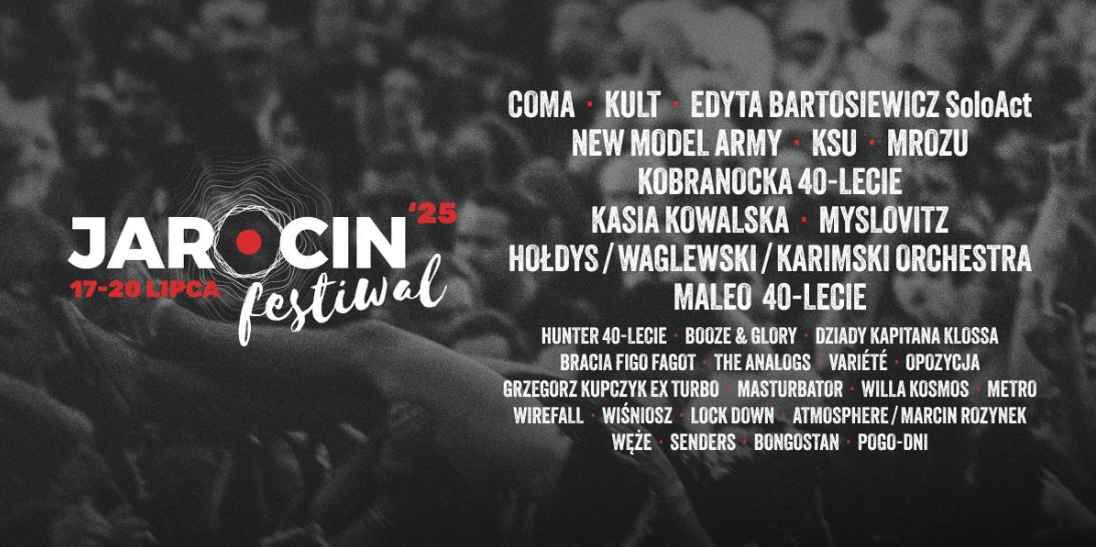 JAROCIN '25
17-20 LIPCA
festiwal
COMA · KULT · EDYTA BARTOSIEWICZ SoloAct
NEW MODEL ARMY · KSU · MROZU
KOBRANOCKA 40-LECIE
KASIA KOWALSKA · MYSLOVITZ
HOŁDYS / WAGLEWSKI / KARIMSKI ORCHESTRA
MALEO 40-LECIE
HUNTER 40-LECIE · BOOZE & GLORY · DZIADY KAPITANA KLOSSA
BRACIA FIGO FAGOT · THE ANALOGS · VARIÉTÉ · OPOZYCJA
GRZEGORZ KUPCZYK EX TURBO · MASTURBATOR · WILLA KOSMOS · METRO
WIREFALL · WIŚNIOSZ · LOCK DOWN · ATMOSPHERE / MARCIN ROZYNEK
WĘŻE · SENDERS · BONGOSTAN · POGO-DNI